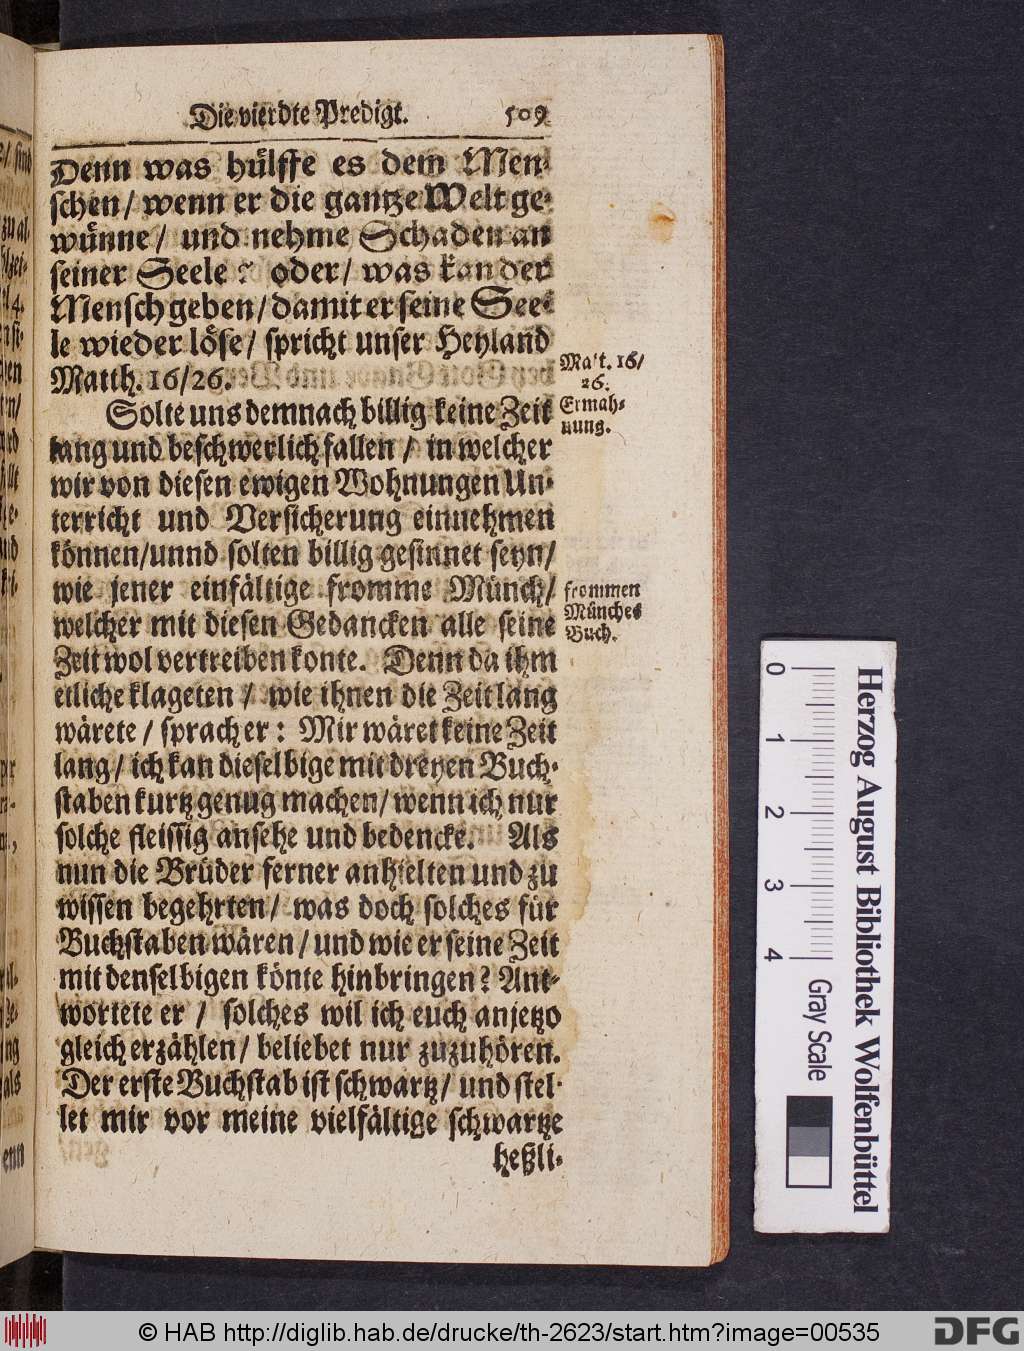 Die vierdte Predigt. 509
Denn was hülffe es dem Men-
schen/ wenn er die gantze Welt ge-
wünne/ und nehme Schaden an
seiner Seele? oder/ was kan der
Mensch geben/ damit er seine See-
le wieder löse/ spricht unser Heyland
Matth. 16/26.
Matt. 16/
26.
Solte uns demnach billig keine Zeit
Ermah-
nung.
lang und beschwerlich fallen/ in welcher
wir von diesen ewigen Wohnungen Un-
terricht und Versicherung einnehmen
können/ unnd solten billig gesinnet seyn/
wie jener einfältige fromme Münch/
frommen
Münches
Buch.
welcher mit diesen Gedancken alle seine
Zeit wol vertreiben konte. Denn da ihm
etliche klageten/ wie ihnen die Zeit lang
wärete/ sprach er: Mir wäret keine Zeit
lang/ ich kan dieselbige mit dreyen Buch-
staben kurtz genug machen/ wenn ich nur
solche fleissig ansehe und bedencke. Als
nun die Brüder ferner anhielten und zu
wissen begehrten/ was doch solches für
Buchstaben wären/ und wie er seine Zeit
mit denselbigen könte hinbringen? Ant-
wortete er/ solches wil ich euch anjetzo
gleich erzählen/ beliebet nur zuzuhören.
Der erste Buchstab ist schwartz/ und stel-
let mir vor meine vielfältige schwartze
heßli-
0 1 2 3 4 Gray Scale
Herzog August Bibliothek Wolfenbüttel
© HAB http://diglib.hab.de/drucke/th-2623/start.htm?image=00535
DFG